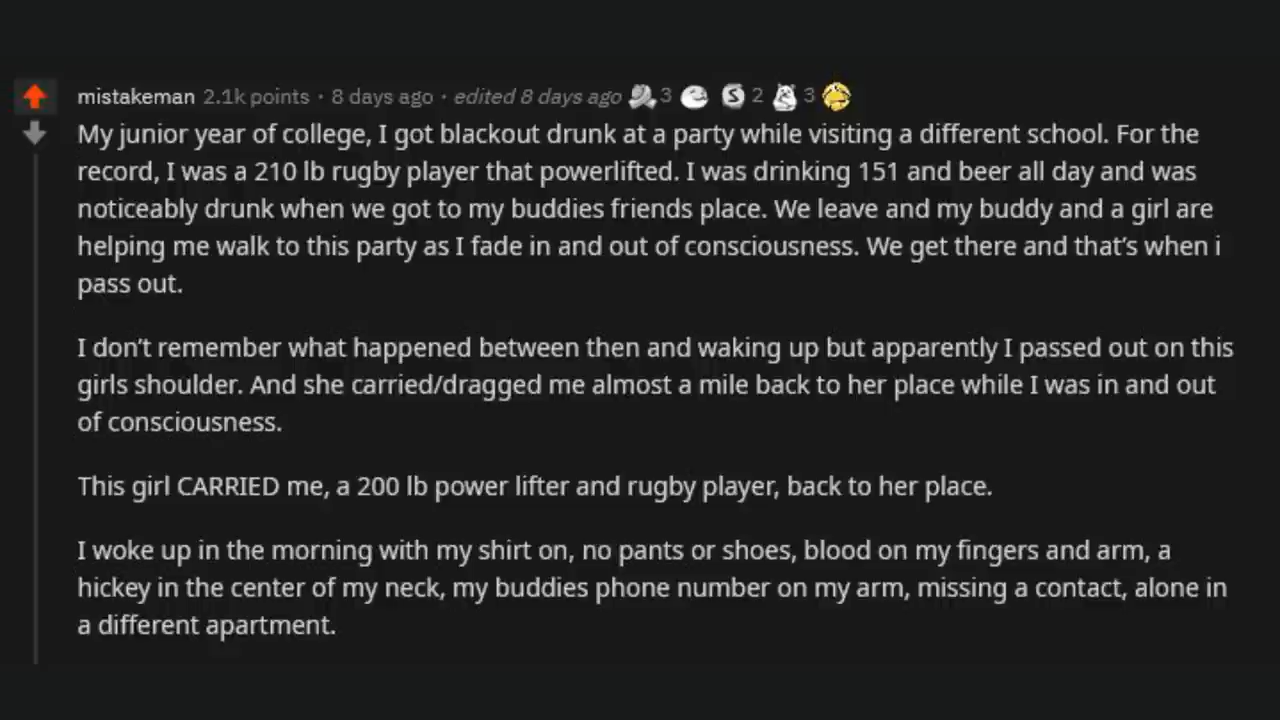 mistakeman 2.1k points · 8 days ago · edited 8 days ago 3 S 2 3
My junior year of college, I got blackout drunk at a party while visiting a different school. For the
record, I was a 210 lb rugby player that powerlifted. I was drinking 151 and beer all day and was
noticeably drunk when we got to my buddies friends place. We leave and my buddy and a girl are
helping me walk to this party as I fade in and out of consciousness. We get there and that's when i
pass out.
I don't remember what happened between then and waking up but apparently I passed out on this
girls shoulder. And she carried/dragged me almost a mile back to her place while I was in and out
of consciousness.
This girl CARRIED me, a 200 lb power lifter and rugby player, back to her place.
I woke up in the morning with my shirt on, no pants or shoes, blood on my fingers and arm, a
hickey in the center of my neck, my buddies phone number on my arm, missing a contact, alone in
a different apartment.